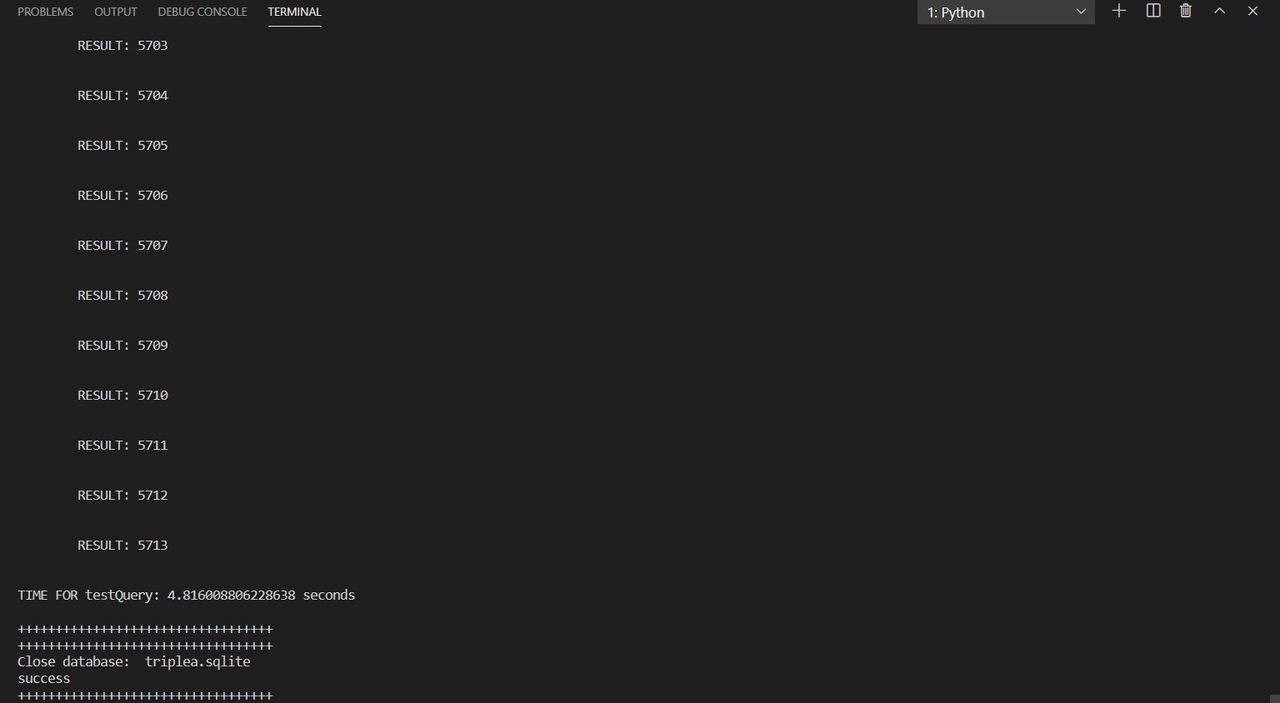 PROBLEMS OUTPUT DEBUG CONSOLE TERMINAL 1: Python
RESULT: 5703
RESULT: 5704
RESULT: 5705
RESULT: 5706
RESULT: 5707
RESULT: 5708
RESULT: 5709
RESULT: 5710
RESULT: 5711
RESULT: 5712
RESULT: 5713
TIME FOR testQuery: 4.816008806228638 seconds
++++++++++++++++++++++++++++++++++
++++++++++++++++++++++++++++++++++
Close database:  triplea.sqlite
success
++++++++++++++++++++++++++++++++++